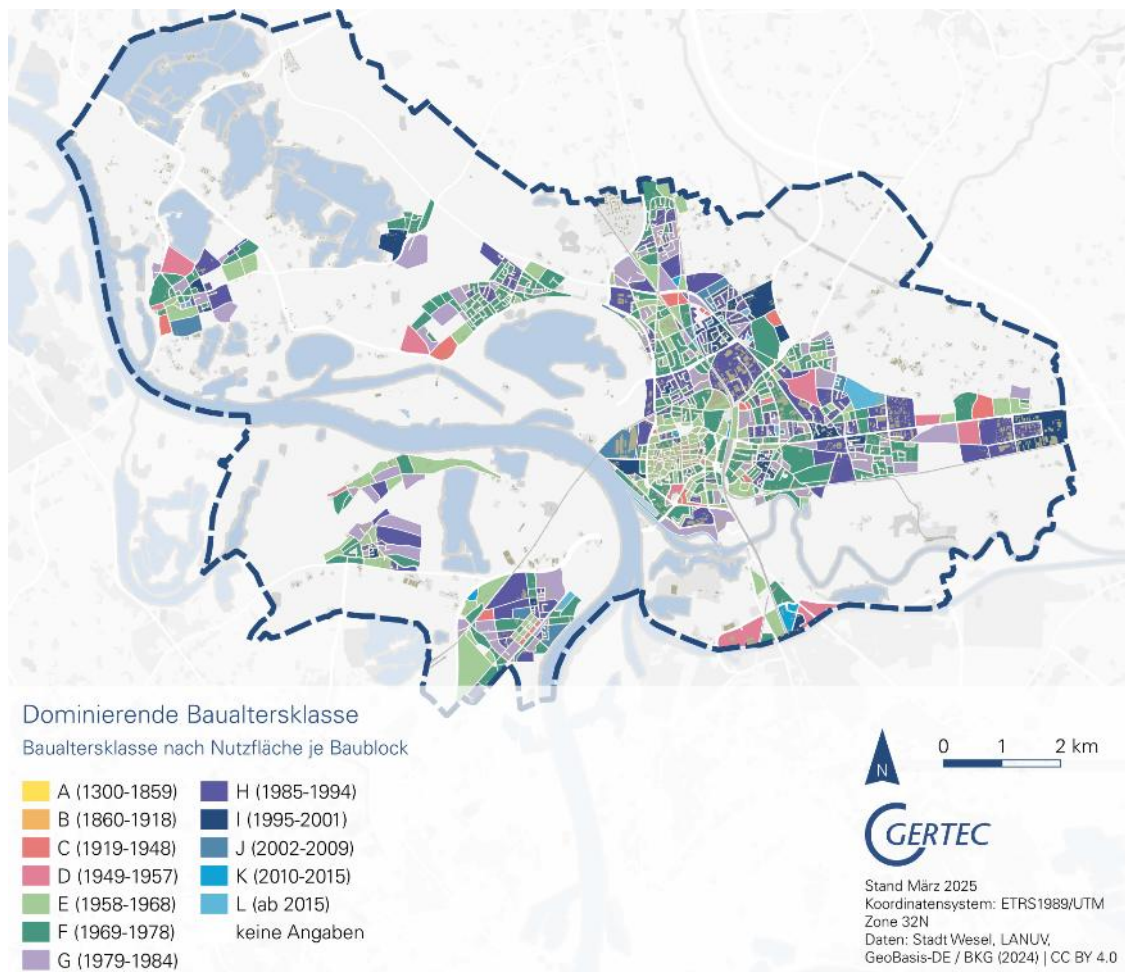 Dominierende Baualtersklasse
Baualtersklasse nach Nutzfläche je Baublock
A (1300-1859)
B (1860-1918)
C (1919-1948)
D (1949-1957)
E (1958-1968)
F (1969-1978)
G (1979-1984)
H (1985-1994)
I (1995-2001)
J (2002-2009)
K (2010-2015)
L (ab 2015)
keine Angaben
N
0 1 2 km
GERTEC
Stand März 2025
Koordinatensystem: ETRS1989/UTM
Zone 32N
Daten: Stadt Wesel, LANUV,
GeoBasis-DE / BKG (2024) | CC BY 4.0